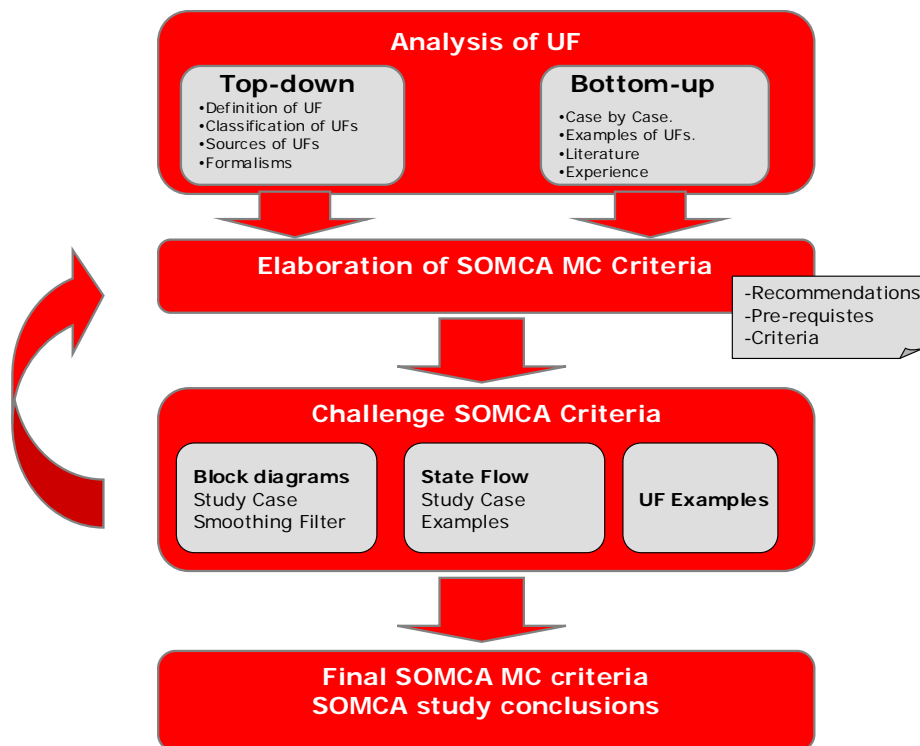 Analysis of UF
Top-down
•Definition of UF
•Classification of UFs
•Sources of UFs
•Formalisms
Bottom-up
•Case by Case.
•Examples of UFs.
•Literature
•Experience
Elaboration of SOMCA MC Criteria
-Recommendations
-Pre-requistes
-Criteria
Challenge SOMCA Criteria
Block diagrams
Study Case
Smoothing Filter
State Flow
Study Case
Examples
UF Examples
Final SOMCA MC criteria
SOMCA study conclusions